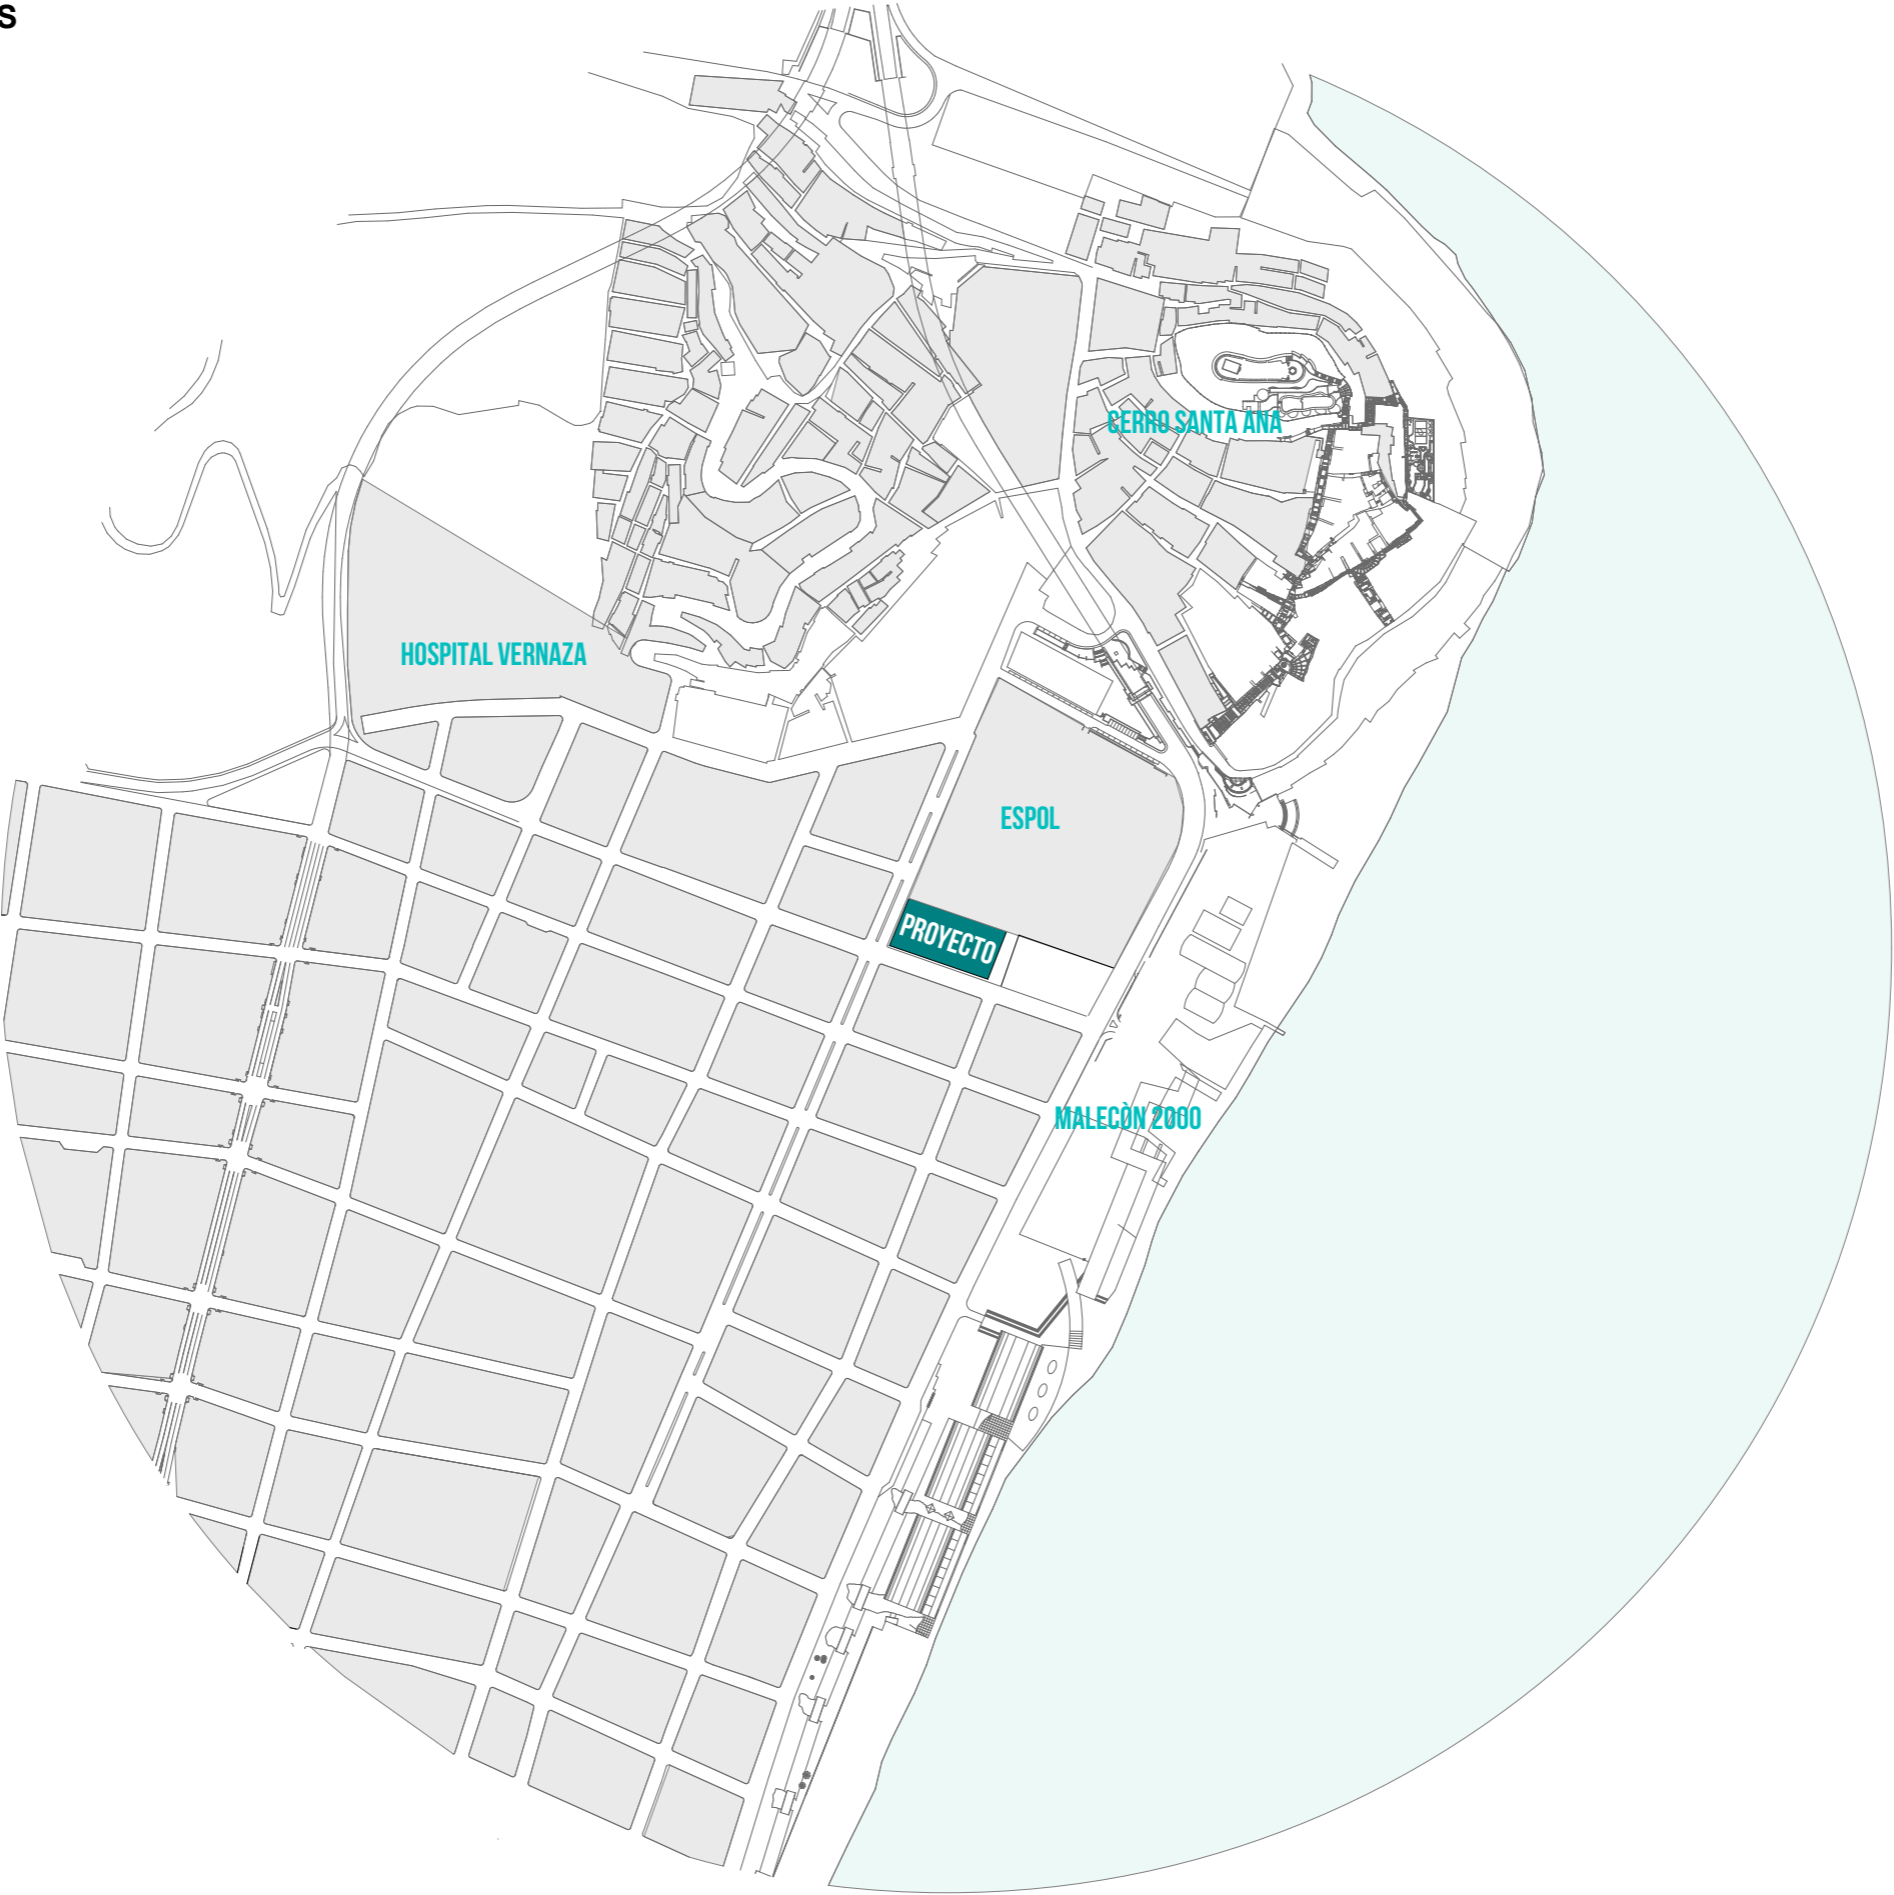 S
CERRO SANTA ANA
HOSPITAL VERNAZA
ESPOL
PROYECTO
MALECÒN 2000